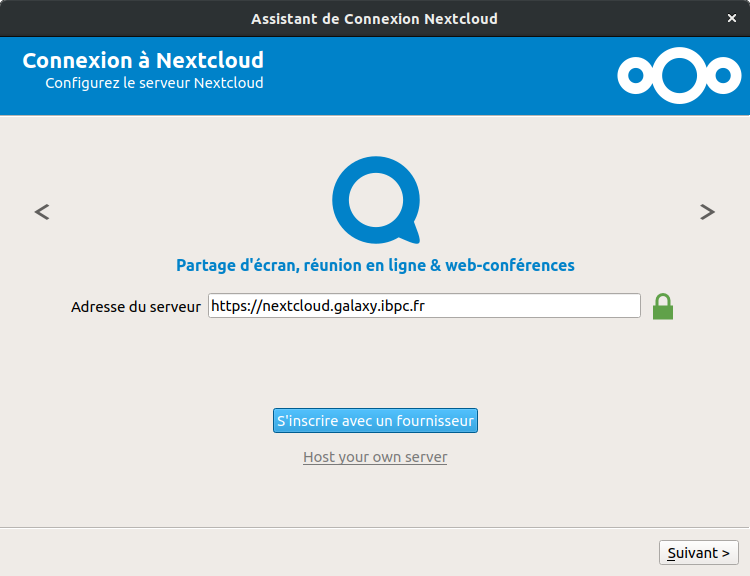 Assistant de Connexion Nextcloud
Connexion à Nextcloud
Configurez le serveur Nextcloud
Partage d'écran, réunion en ligne & web-conférences
Adresse du serveur https://nextcloud.galaxy.ibpc.fr
S'inscrire avec un fournisseur
Host your own server
Suivant >